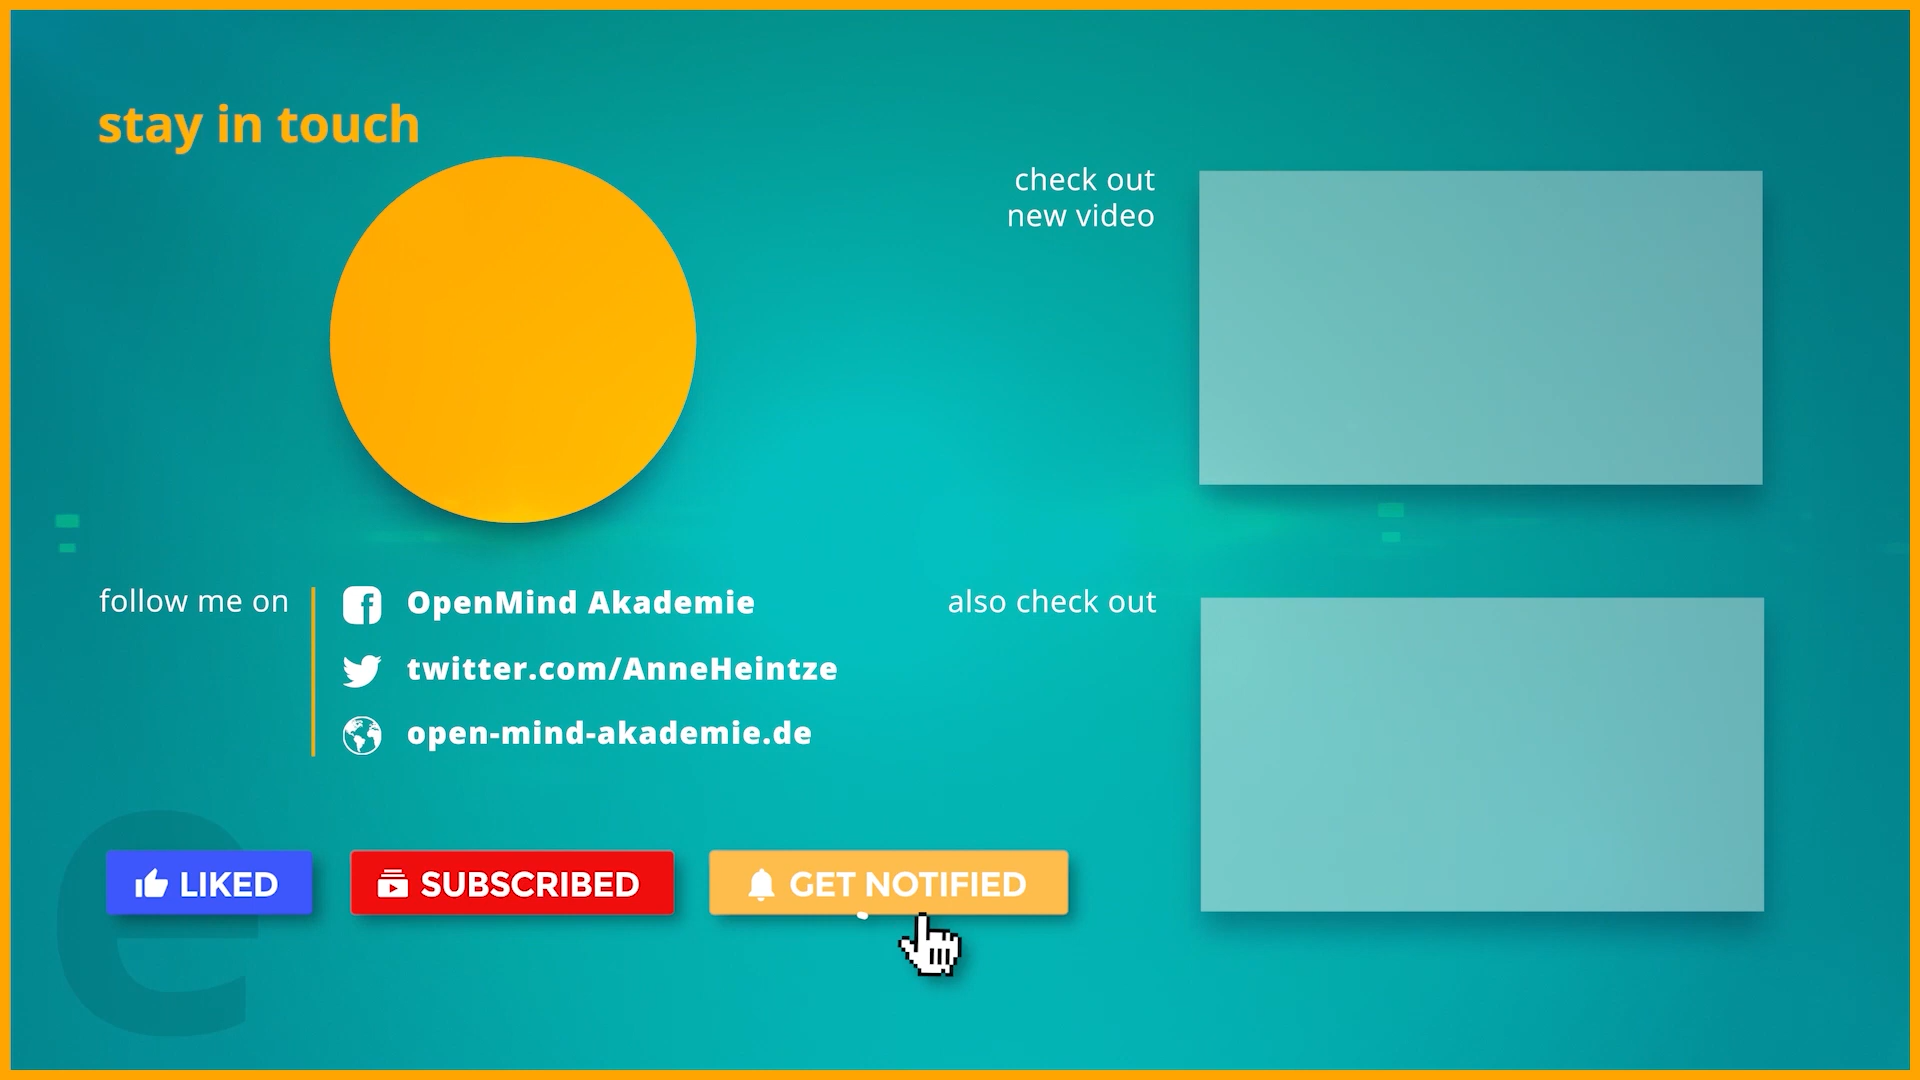 stay in touch
check out
new video
follow me on
OpenMind Akademie
twitter.com/AnneHeintze
open-mind-akademie.de
also check out
e
LIKED
SUBSCRIBED
GET NOTIFIED